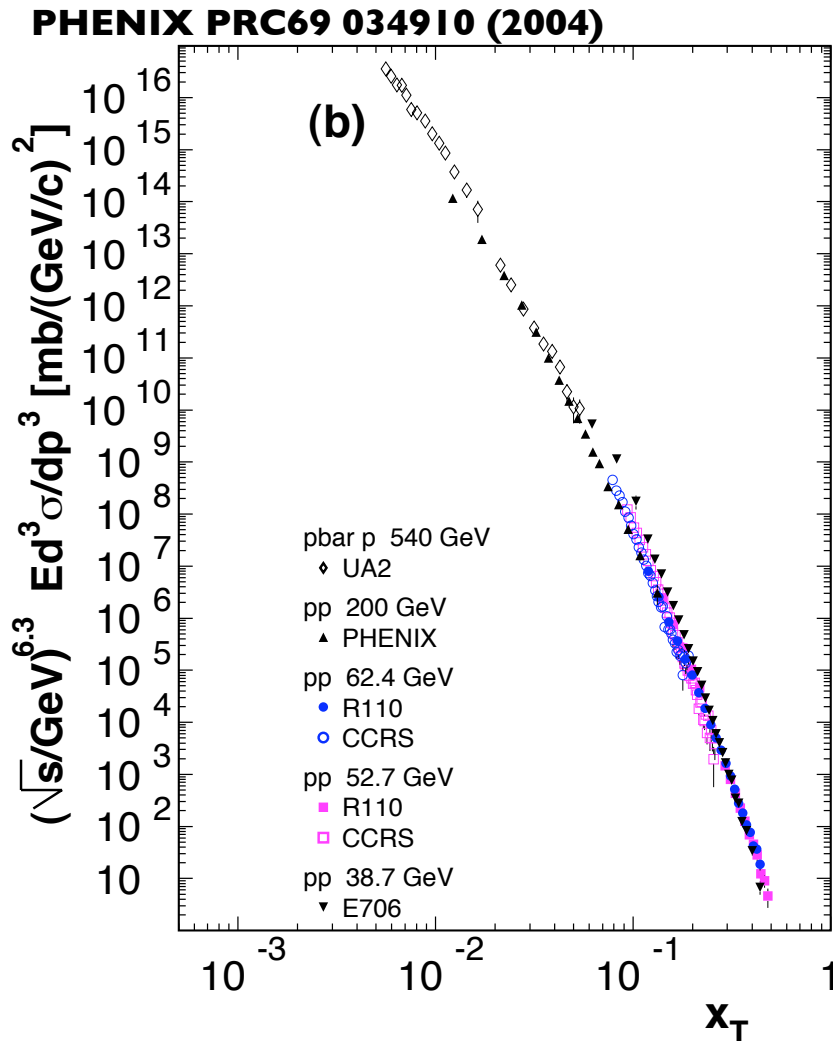 PHENIX PRC69 034910 (2004)
(b)
(√s/GeV)^6.3 Ed^3σ/dp^3 [mb/(GeV/c)^2]
10^16
10^15
10^14
10^13
10^12
10^11
10^10
10^9
10^8
10^7
10^6
10^5
10^4
10^3
10^2
10
pbar p 540 GeV
UA2
pp 200 GeV
PHENIX
pp 62.4 GeV
R110
CCRS
pp 52.7 GeV
R110
CCRS
pp 38.7 GeV
E706
10^-3 10^-2 10^-1 1
x_T